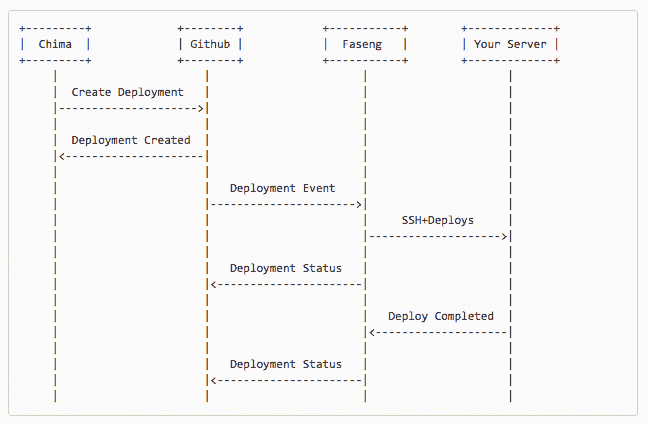 Chima Github Faseng Your Server
Create Deployment
Deployment Created
Deployment Event
SSH+Deploys
Deployment Status
Deploy Completed
Deployment Status